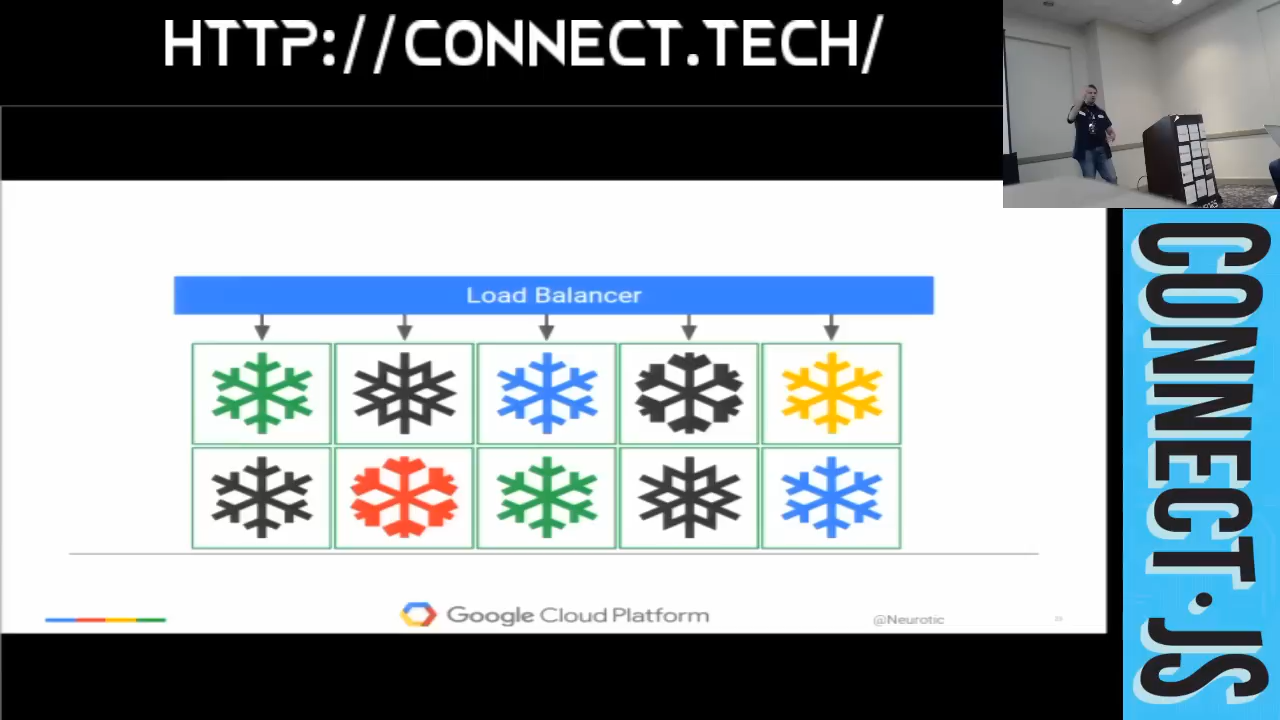 HTTP://CONNECT.TECH/
Load Balancer
Google Cloud Platform
@Neurotic
CONNECT.JS